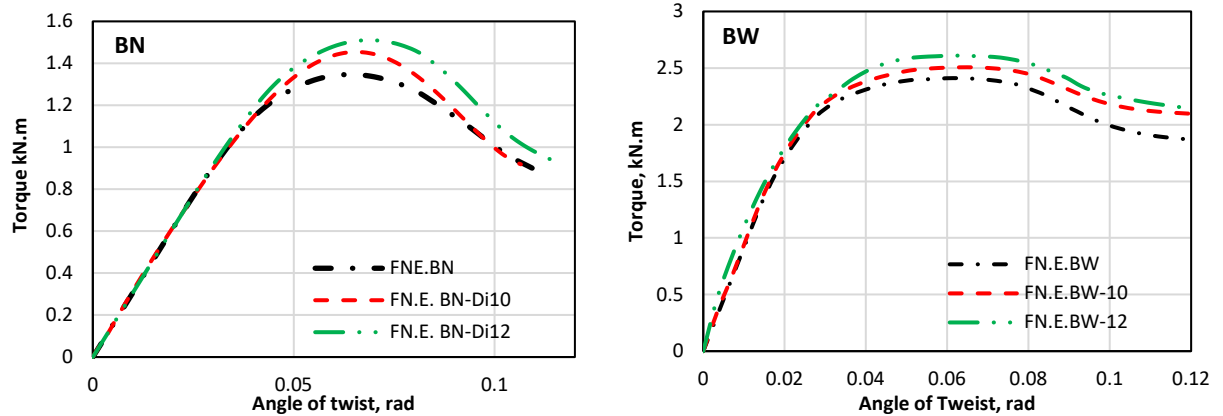 BN
Torque kN.m
1.6
1.4
1.2
1
0.8
0.6
0.4
0.2
0
0
0.05
0.1
Angle of twist, rad
FNE.BN
FN.E. BN-Di10
FN.E. BN-Di12
BW
Torque, kN.m
3
2.5
2
1.5
1
0.5
0
0
0.02
0.04
0.06
0.08
0.10
0.12
Angle of Tweist, rad
FN.E.BW
FN.E.BW-10
FN.E.BW-12